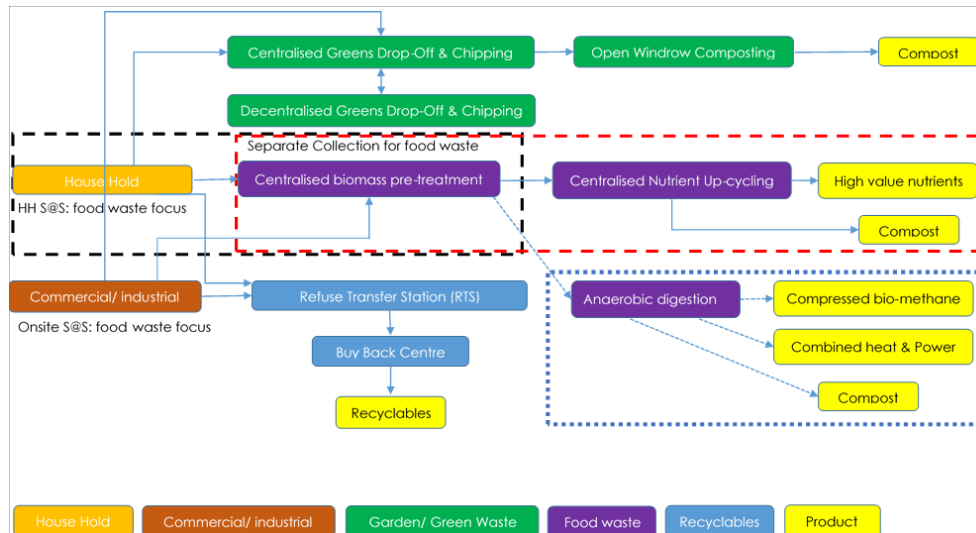 Centralised Greens Drop-Off & Chipping
Open Windrow Composting
Compost
Decentralised Greens Drop-Off & Chipping
Separate Collection for food waste
House Hold
Centralised biomass pre-treatment
Centralised Nutrient Up-cycling
High value nutrients
HH S@S: food waste focus
Compost
Commercial/ industrial
Refuse Transfer Station (RTS)
Anaerobic digestion
Compressed bio-methane
Onsite S@S: food waste focus
Buy Back Centre
Combined heat & Power
Compost
Recyclables
House Hold
Commercial/ industrial
Garden/ Green Waste
Food waste
Recyclables
Product